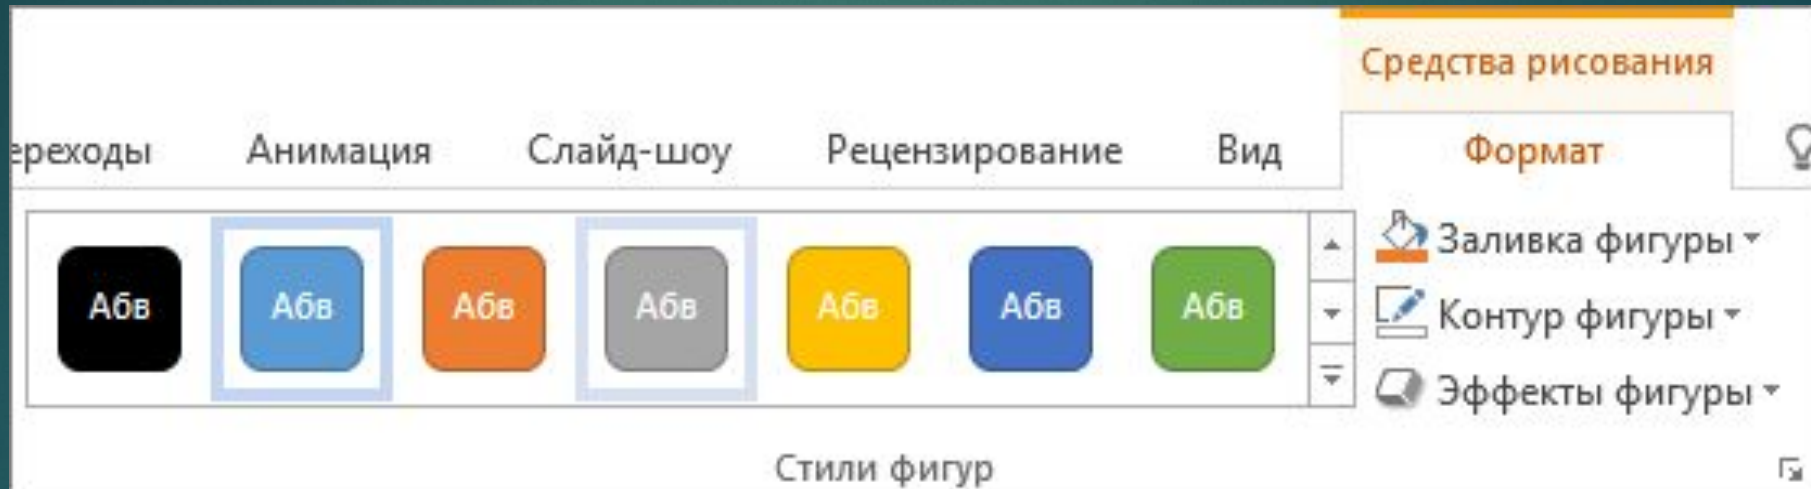 Средства рисования
ереходы Анимация Слайд-шоу Рецензирование Вид Формат
Абв Абв Абв Абв Абв Абв Абв
Заливка фигуры
Контур фигуры
Эффекты фигуры
Стили фигур